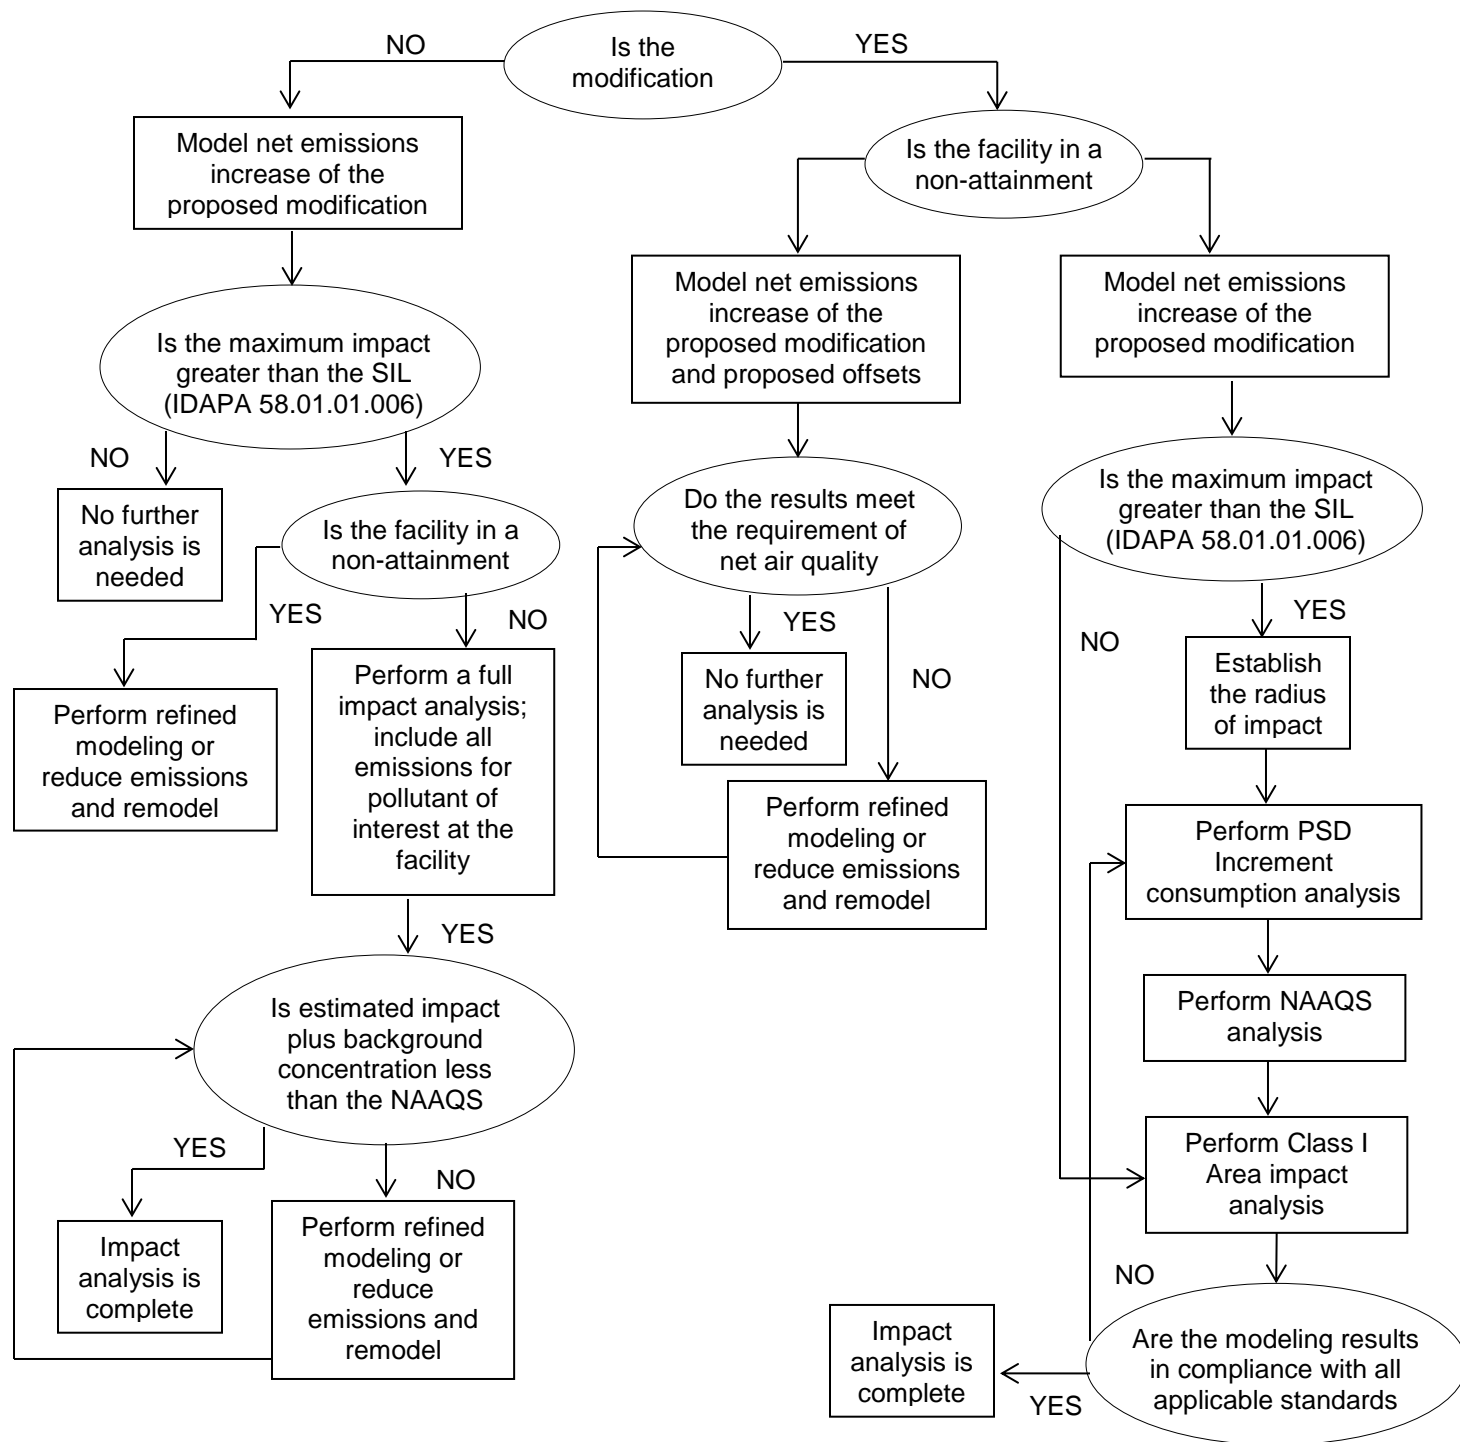 NO
Is the
modification
YES
Model net emissions
increase of the
proposed modification
Is the facility in a
non-attainment
Model net emissions
increase of the
proposed modification
and proposed offsets
Model net emissions
increase of the
proposed modification
Is the maximum impact
greater than the SIL
(IDAPA 58.01.01.006)
NO
YES
No further
analysis is
needed
Is the facility in a
non-attainment
YES
NO
Perform refined
modeling or
reduce emissions
and remodel
Perform a full
impact analysis;
include all
emissions for
pollutant of
interest at the
facility
YES
Is estimated impact
plus background
concentration less
than the NAAQS
YES
NO
Impact
analysis is
complete
Perform refined
modeling or
reduce
emissions and
remodel
Do the results meet
the requirement of
net air quality
YES
NO
No further
analysis is
needed
Perform refined
modeling or
reduce emissions
and remodel
Is the maximum impact
greater than the SIL
(IDAPA 58.01.01.006)
YES
NO
Establish
the radius
of impact
Perform PSD
Increment
consumption analysis
Perform NAAQS
analysis
Perform Class I
Area impact
analysis
NO
Are the modeling results
in compliance with all
applicable standards
YES
Impact
analysis is
complete